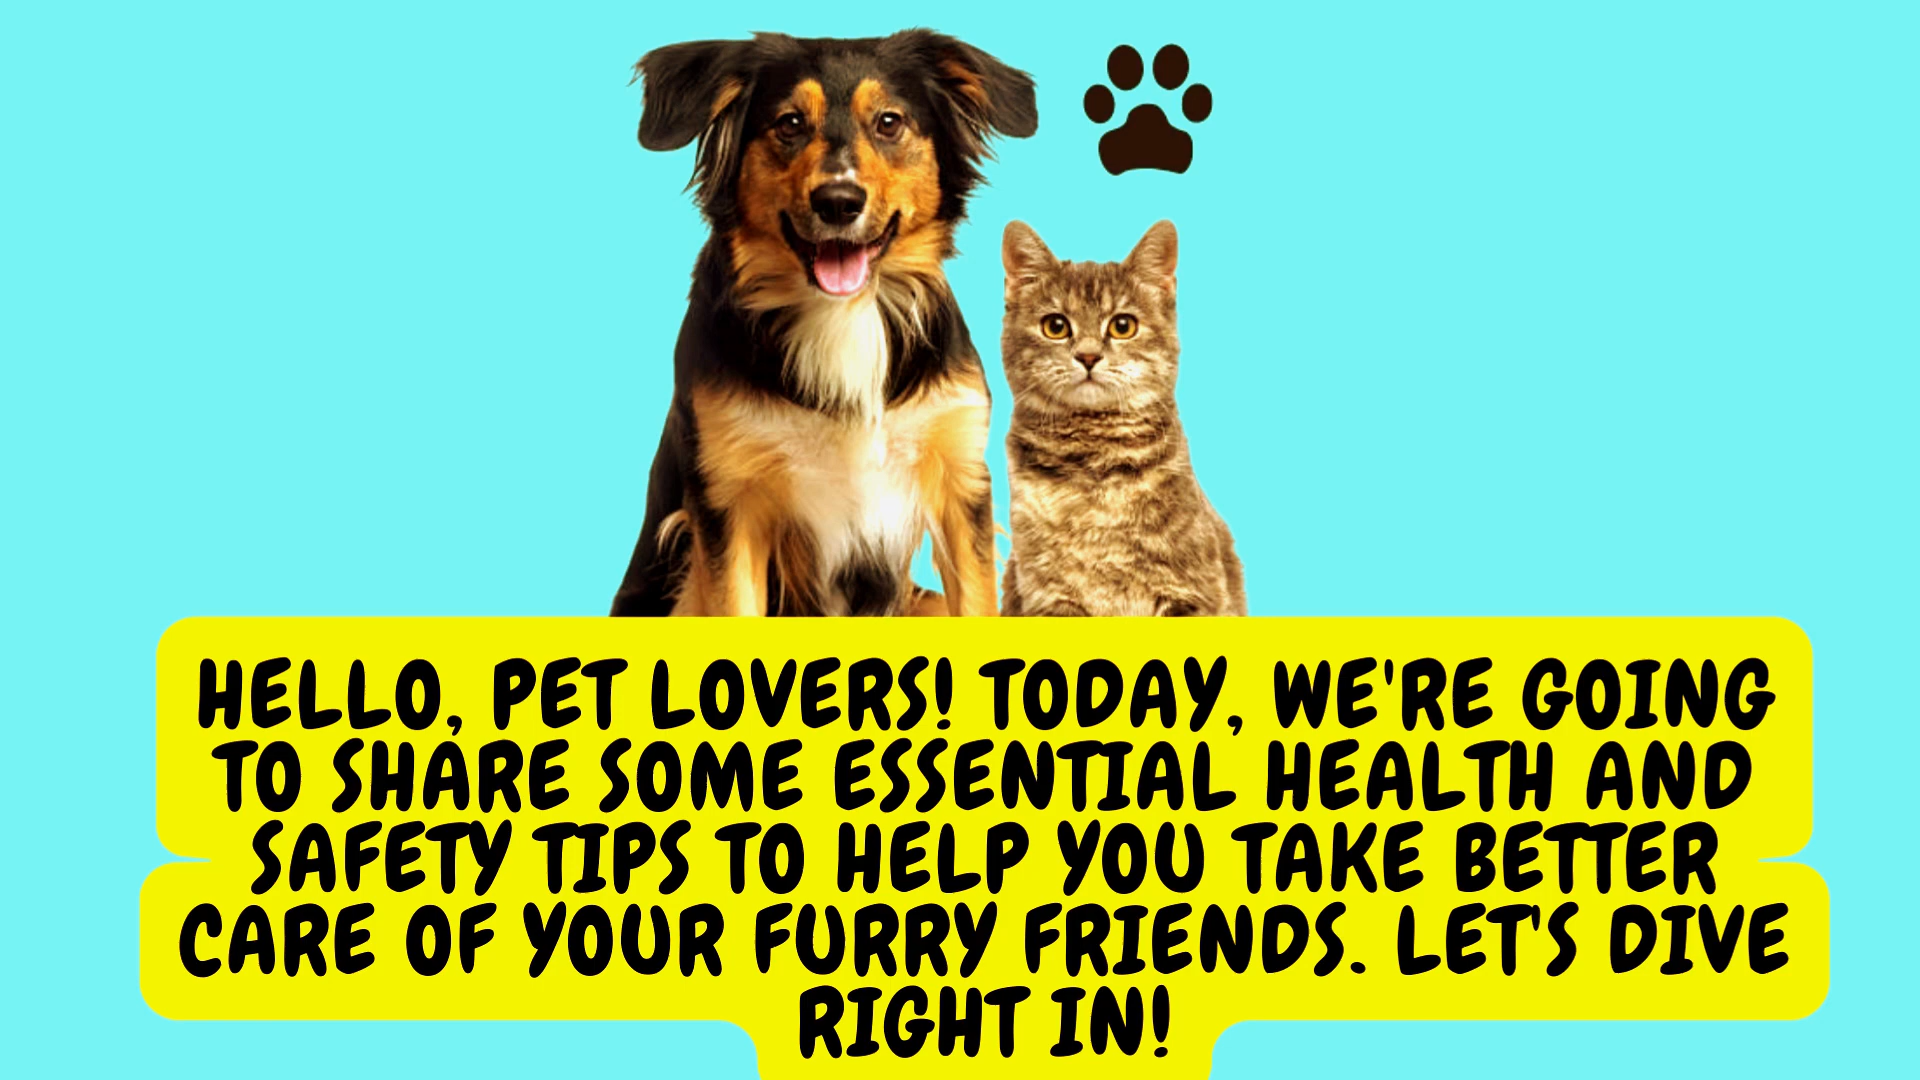 HELLO, PET LOVERS! TODAY, WE'RE GOING
TO SHARE SOME ESSENTIAL HEALTH AND
SAFETY TIPS TO HELP YOU TAKE BETTER
CARE OF YOUR FURRY FRIENDS. LET'S DIVE
RIGHT IN!